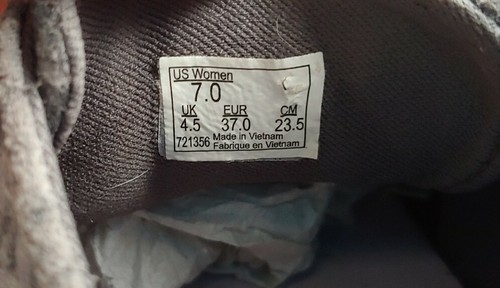 US Women
7.0
UK EUR CM
4.5 37.0 23.5
721356 Made in Vietnam
Fabrique en Vietnam